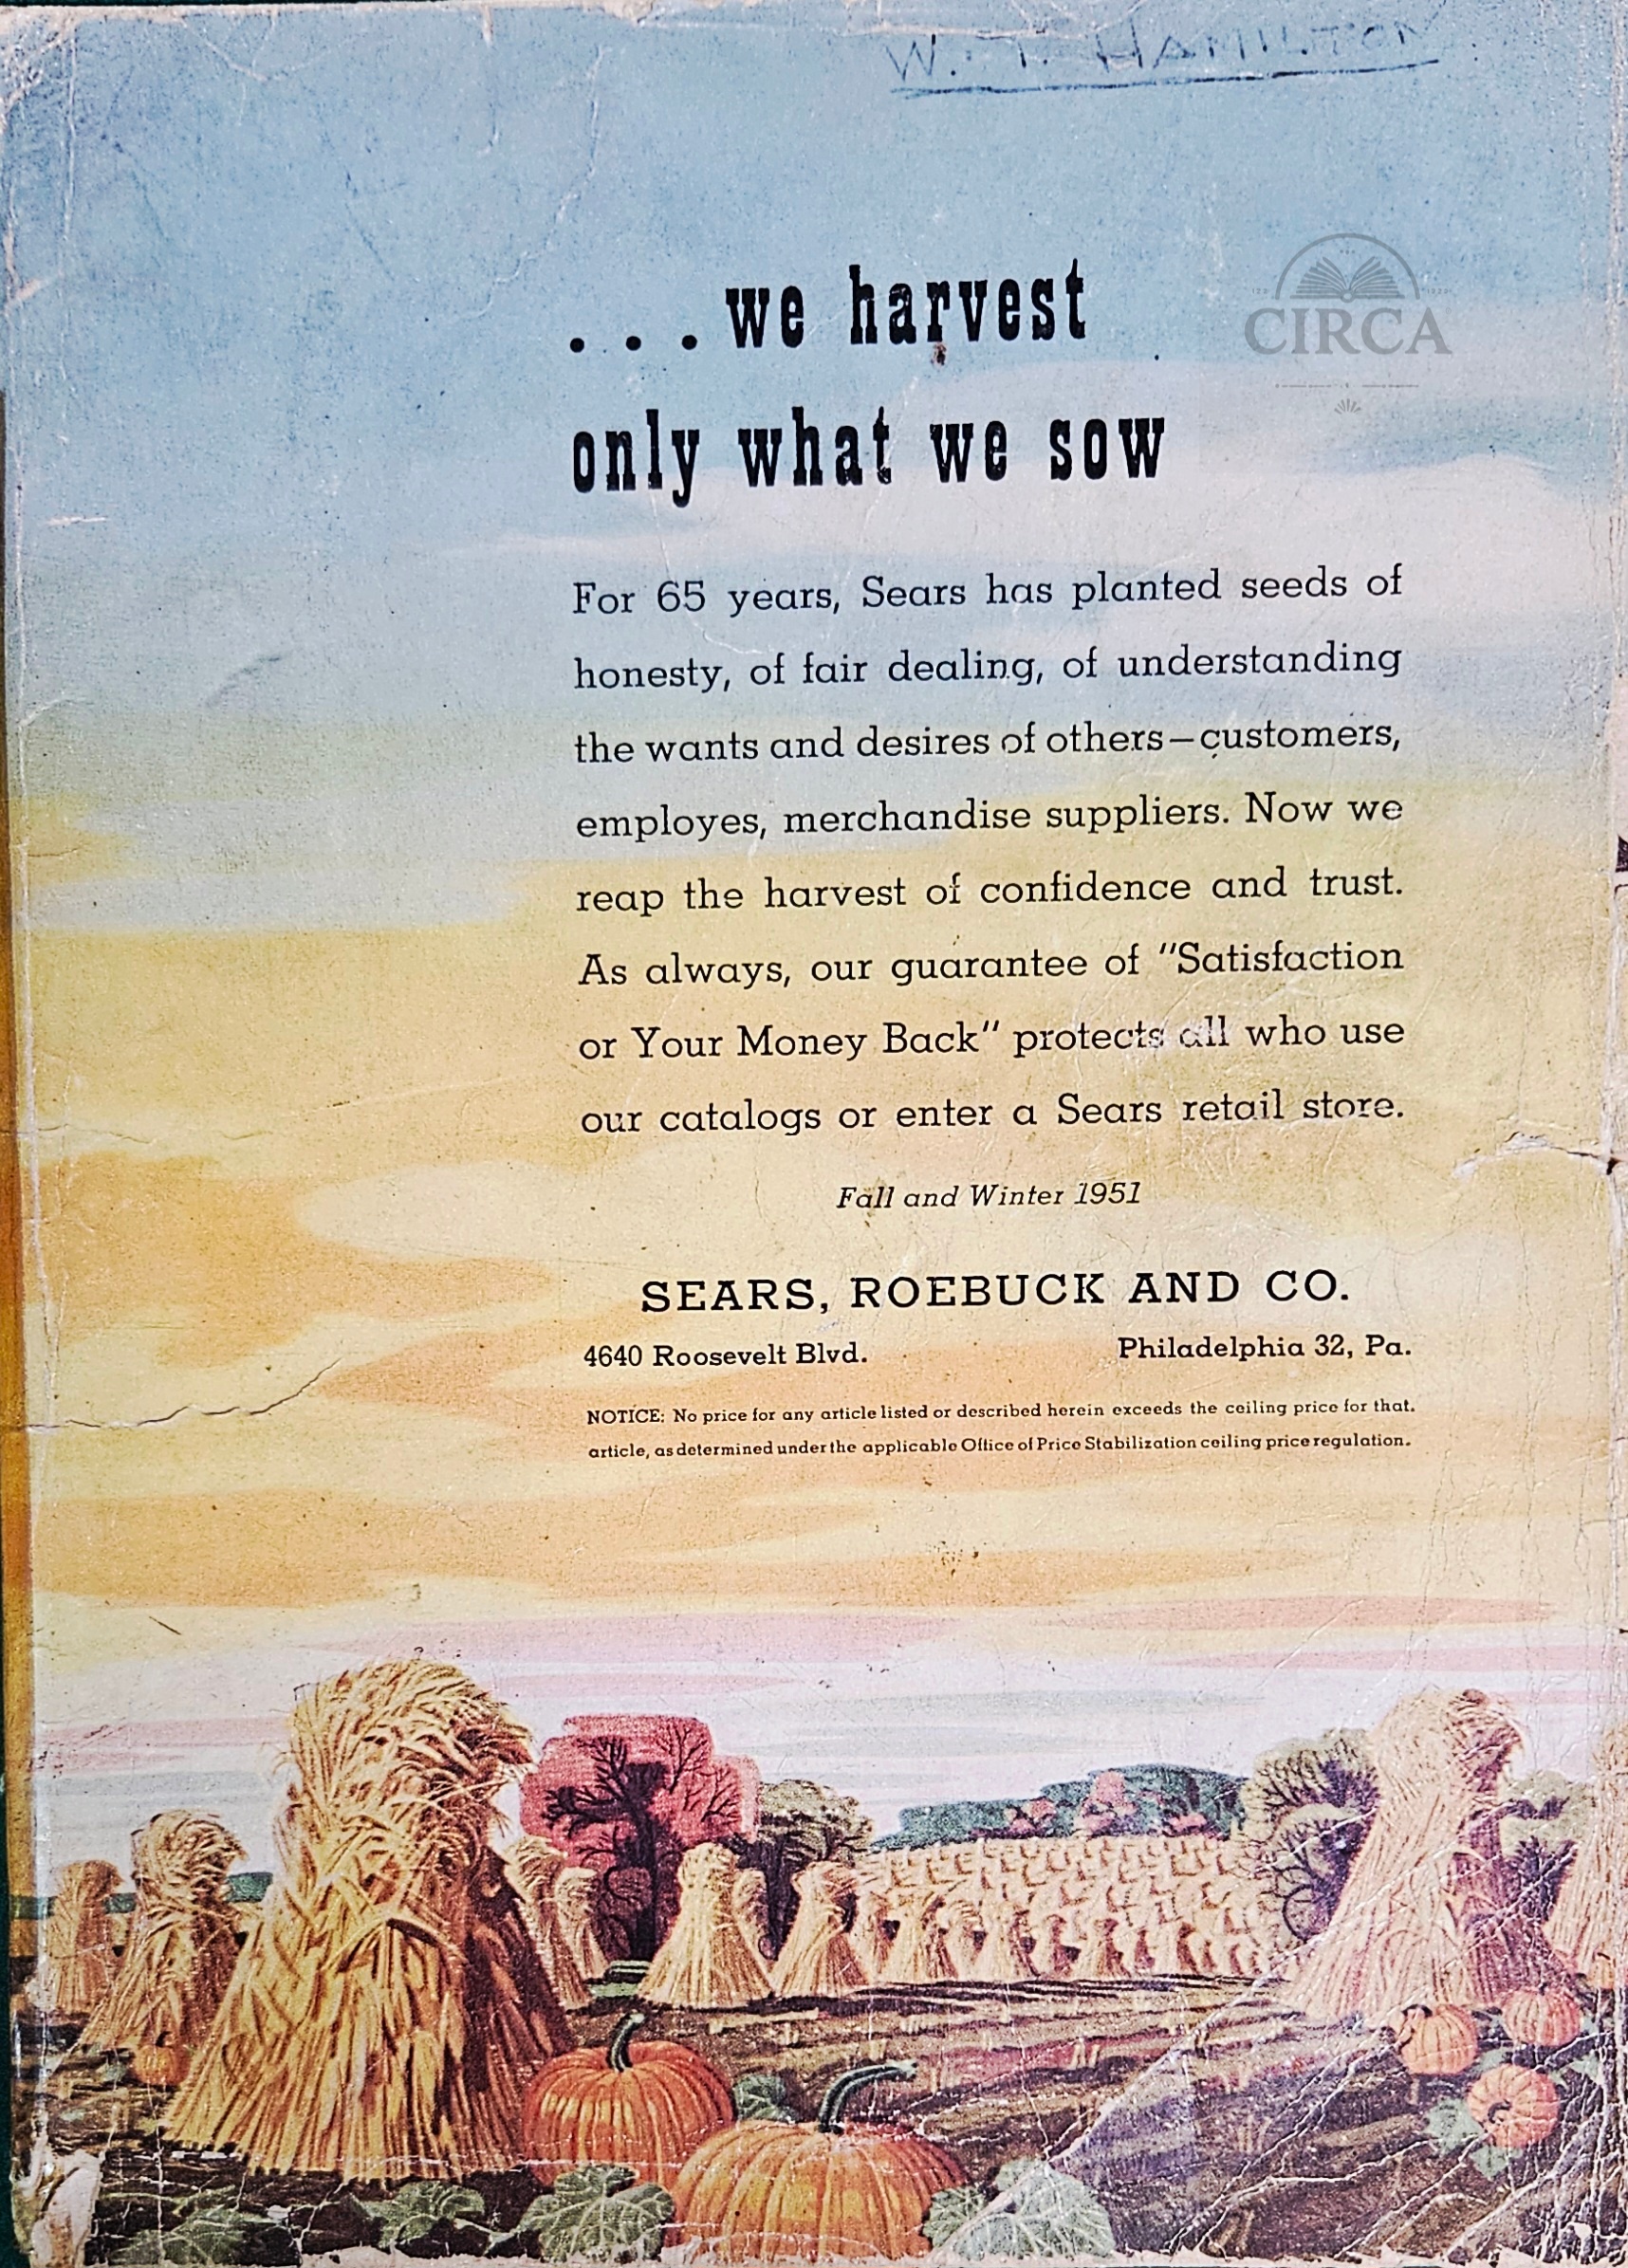 W. T. HAMILTON
CIRCA
. . . we harvest
only what we sow
For 65 years, Sears has planted seeds of
honesty, of fair dealing, of understanding
the wants and desires of others—customers,
employes, merchandise suppliers. Now we
reap the harvest of confidence and trust.
As always, our guarantee of "Satisfaction
or Your Money Back" protects all who use
our catalogs or enter a Sears retail store.
Fall and Winter 1951
SEARS, ROEBUCK AND CO.
4640 Roosevelt Blvd. Philadelphia 32, Pa.
NOTICE: No price for any article listed or described herein exceeds the ceiling price for that.
article, as determined under the applicable Office of Price Stabilization ceiling price regulation.